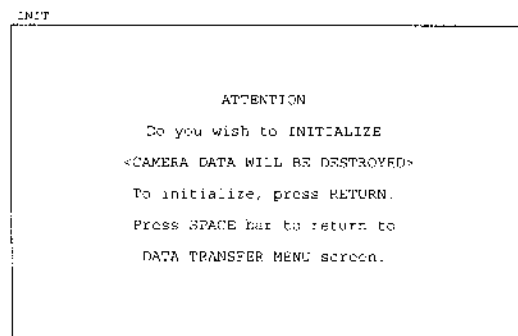 INIT
ATTENTION
Do you wish to INITIALIZE
<CAMERA DATA WILL BE DESTROYED>
To initialize, press RETURN.
Press SPACE bar to return to
DATA TRANSFER MENU screen.